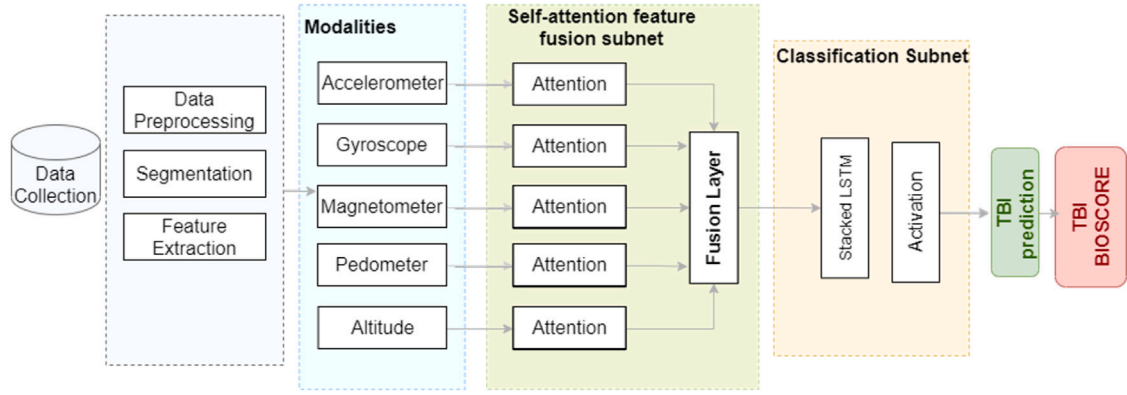 Data
Collection
Data
Preprocessing
Segmentation
Feature
Extraction
Modalities
Accelerometer
Gyroscope
Magnetometer
Pedometer
Altitude
Self-attention feature
fusion subnet
Attention
Attention
Attention
Attention
Attention
Fusion Layer
Classification Subnet
Stacked LSTM
Activation
TBI
prediction
TBI
BIOSCORE